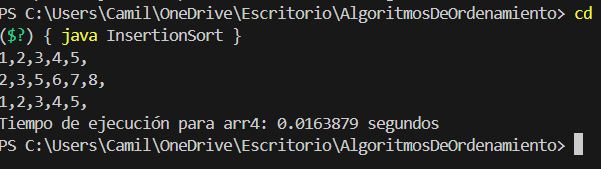 PS C:\Users\Camil\OneDrive\Escritorio\AlgoritmosDeOrdenamiento> cd
($?) { java InsertionSort }
1,2,3,4,5,
2,3,5,6,7,8,
1,2,3,4,5,
Tiempo de ejecución para arr4: 0.0163879 segundos
PS C:\Users\Camil\OneDrive\Escritorio\AlgoritmosDeOrdenamiento>